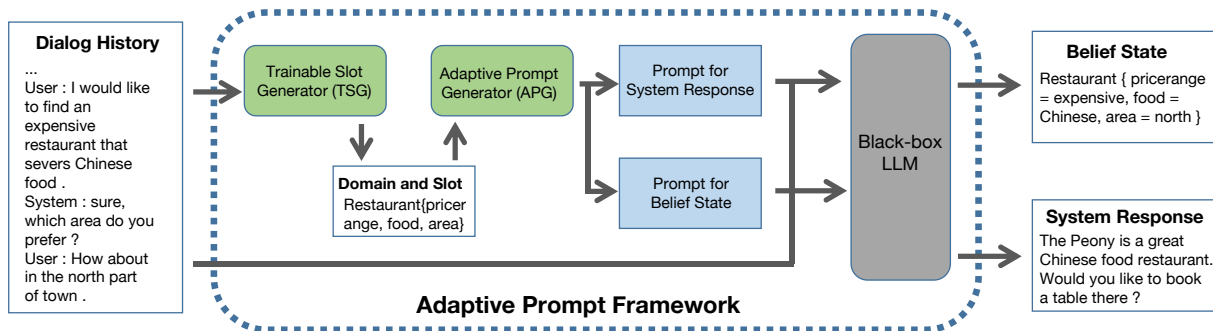 Dialog History
...
User : I would like
to find an
expensive
restaurant that
severs Chinese
food .
System : sure,
which area do you
prefer ?
User : How about
in the north part
of town .
Trainable Slot
Generator (TSG)
Adaptive Prompt
Generator (APG)
Domain and Slot
Restaurant{pricer
ange, food, area}
Prompt for
System Response
Prompt for
Belief State
Black-box
LLM
Adaptive Prompt Framework
Belief State
Restaurant { pricerange
= expensive, food =
Chinese, area = north }
System Response
The Peony is a great
Chinese food restaurant.
Would you like to book
a table there ?